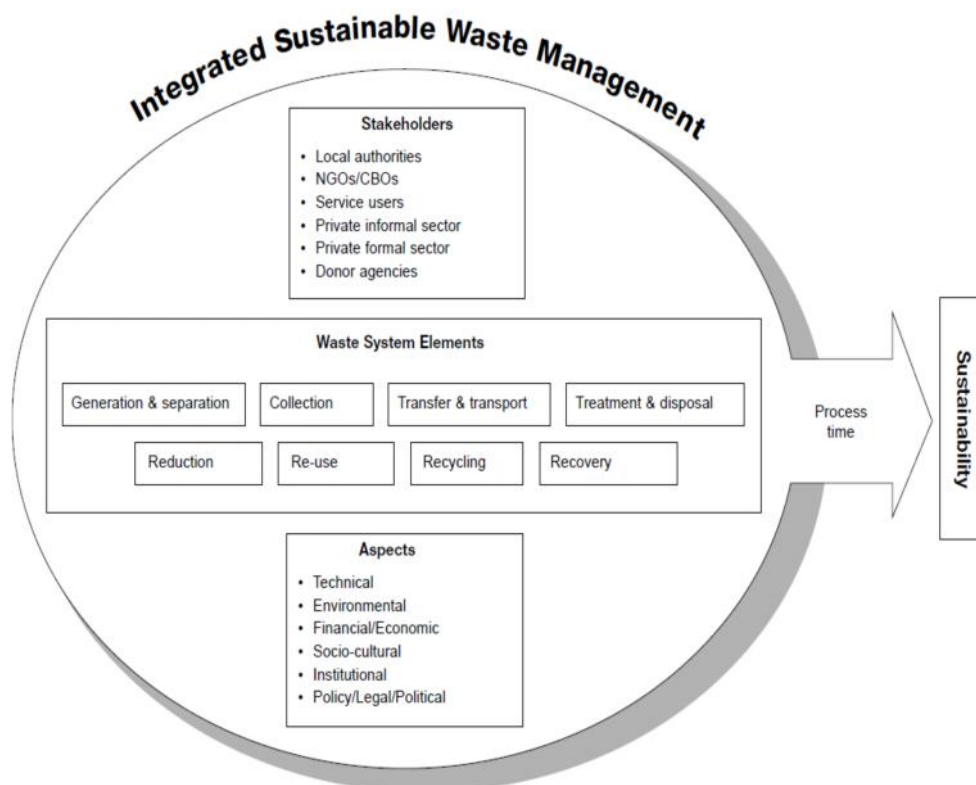 Integrated Sustainable Waste Management
Stakeholders
• Local authorities
• NGOs/CBOs
• Service users
• Private informal sector
• Private formal sector
• Donor agencies
Waste System Elements
Generation & separation
Collection
Transfer & transport
Treatment & disposal
Reduction
Re-use
Recycling
Recovery
Aspects
• Technical
• Environmental
• Financial/Economic
• Socio-cultural
• Institutional
• Policy/Legal/Political
Process
time
Sustainability